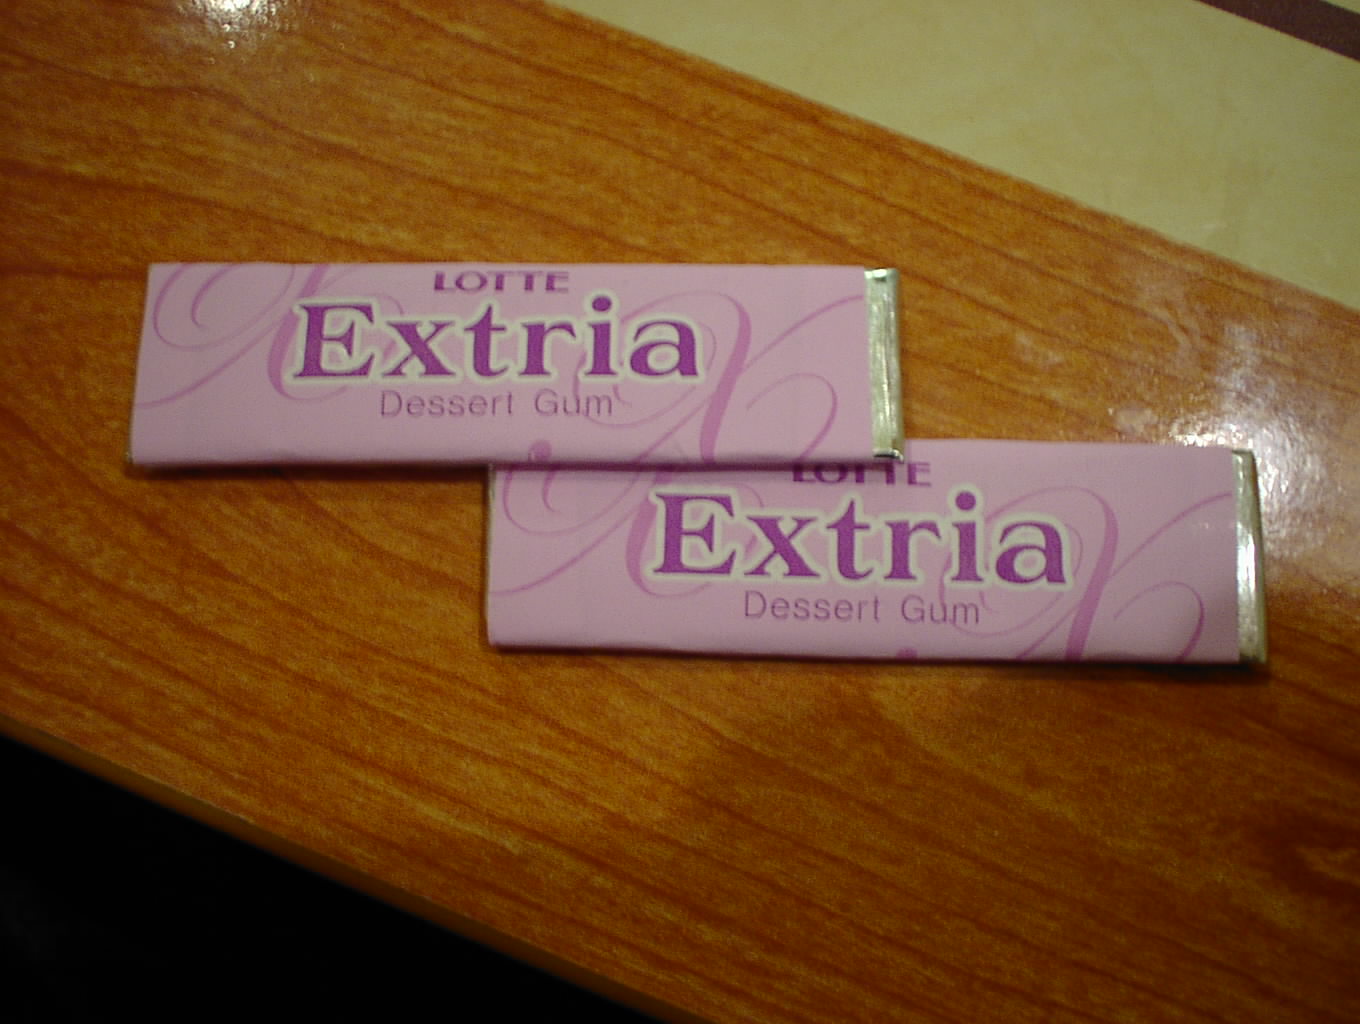 LOTTE
Extria
Dessert Gum
LOTTE
Extria
Dessert Gum